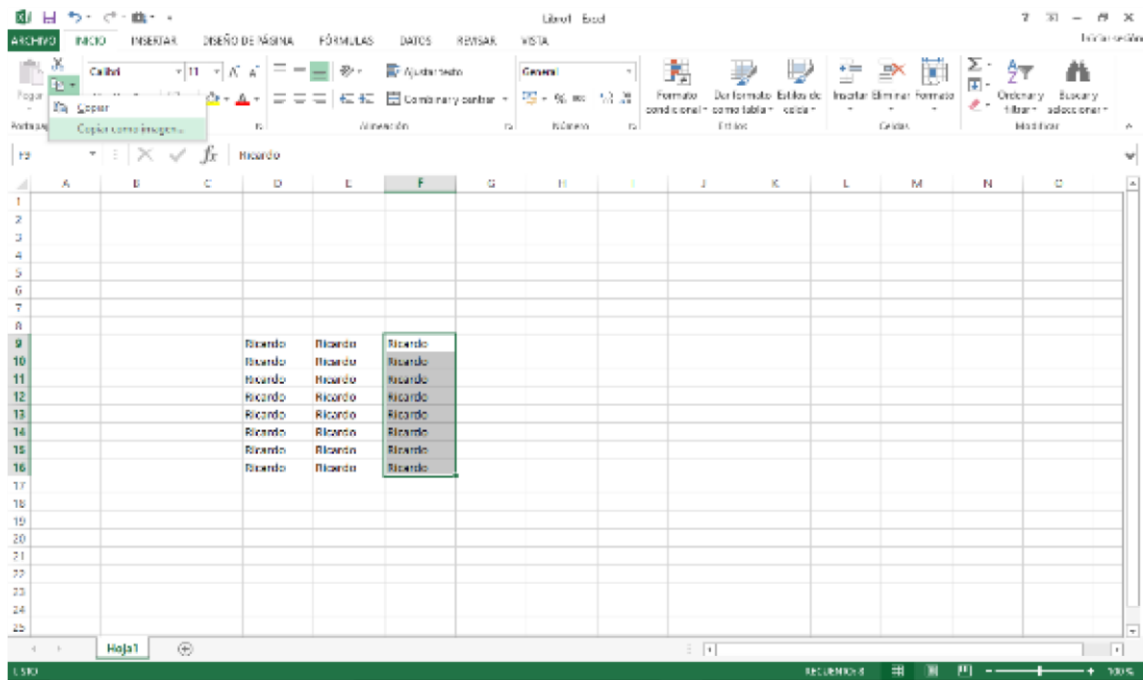 Libro1 - Excel
ARCHIVO INICIO INSERTAR DISEÑO DE PÁGINA FÓRMULAS DATOS REVISAR VISTA Iniciar sesión
Calibri 11 Ajustar texto General
Pegar Combinar y centrar Formato condicional Dar formato como tabla Estilos de celda Insertar Eliminar Formato Ordenar y filtrar Buscar y seleccionar
Copiar
Copiar como imagen...
Alineación Número Estilos Celdas Modificar
F9 fx Ricardo
A B C D E F G H I J K L M N O
1
2
3
4
5
6
7
8
9 Ricardo Ricardo Ricardo
10 Ricardo Ricardo Ricardo
11 Ricardo Ricardo Ricardo
12 Ricardo Ricardo Ricardo
13 Ricardo Ricardo Ricardo
14 Ricardo Ricardo Ricardo
15 Ricardo Ricardo Ricardo
16 Ricardo Ricardo Ricardo
17
18
19
20
21
22
23
24
25
Hoja1
LISTO RECUENTO: 8 100 %